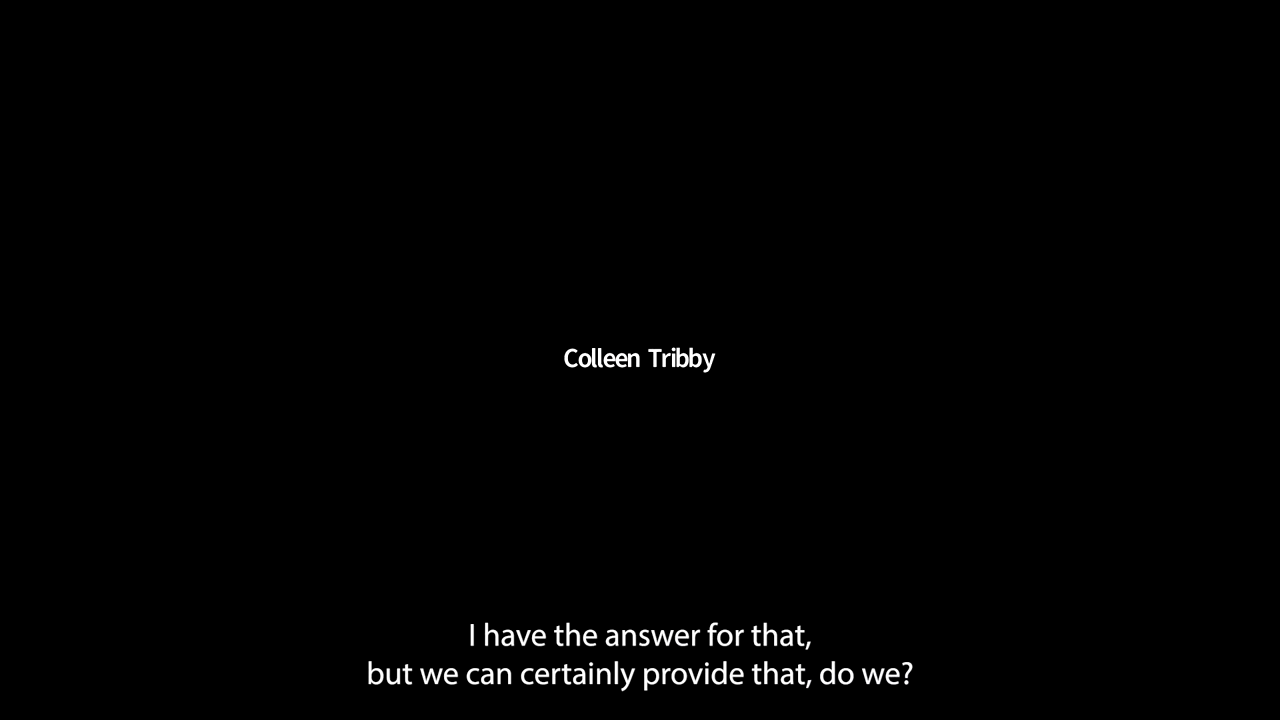 Colleen Tribby
I have the answer for that,
but we can certainly provide that, do we?